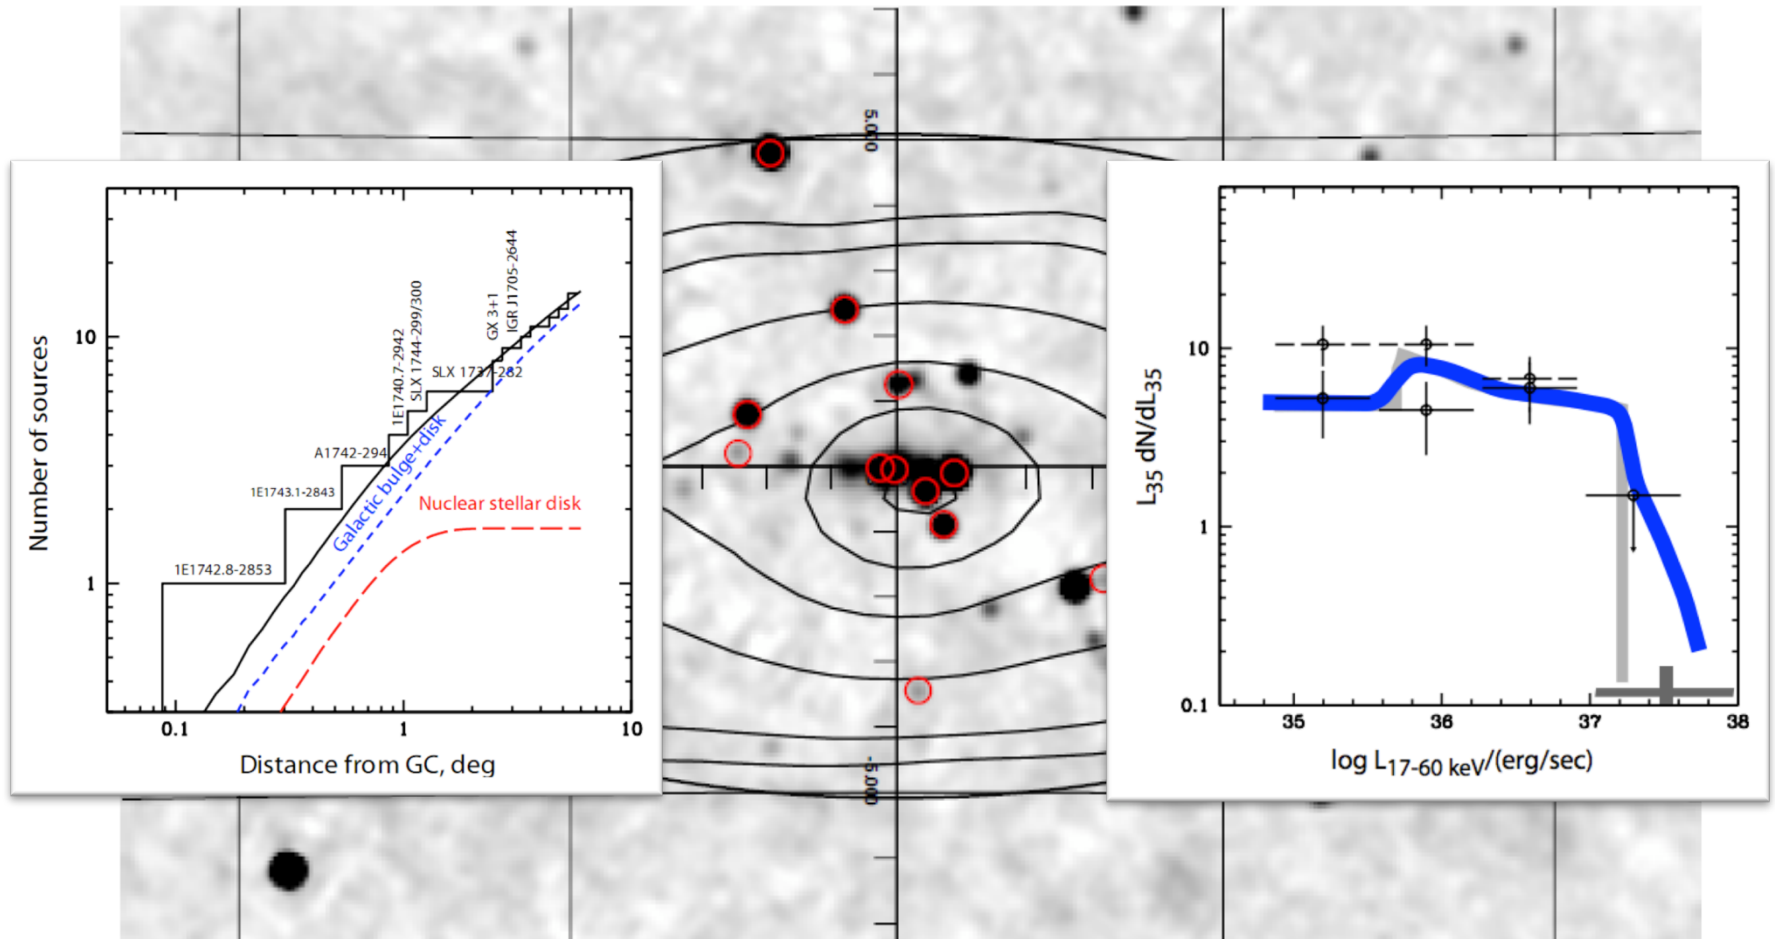 5.000
-5.000
Number of sources
10
1
0.1
1
10
Distance from GC, deg
1E1742.8-2853
1E1743.1-2843
A1742-294
1E1740.7-2942
SLX 1744-299/300
SLX 1737-282
GX 3+1
IGR J1705-2644
Galactic bulge+disk
Nuclear stellar disk
L35 dN/dL35
10
1
0.1
35
36
37
38
log L17-60 keV/(erg/sec)